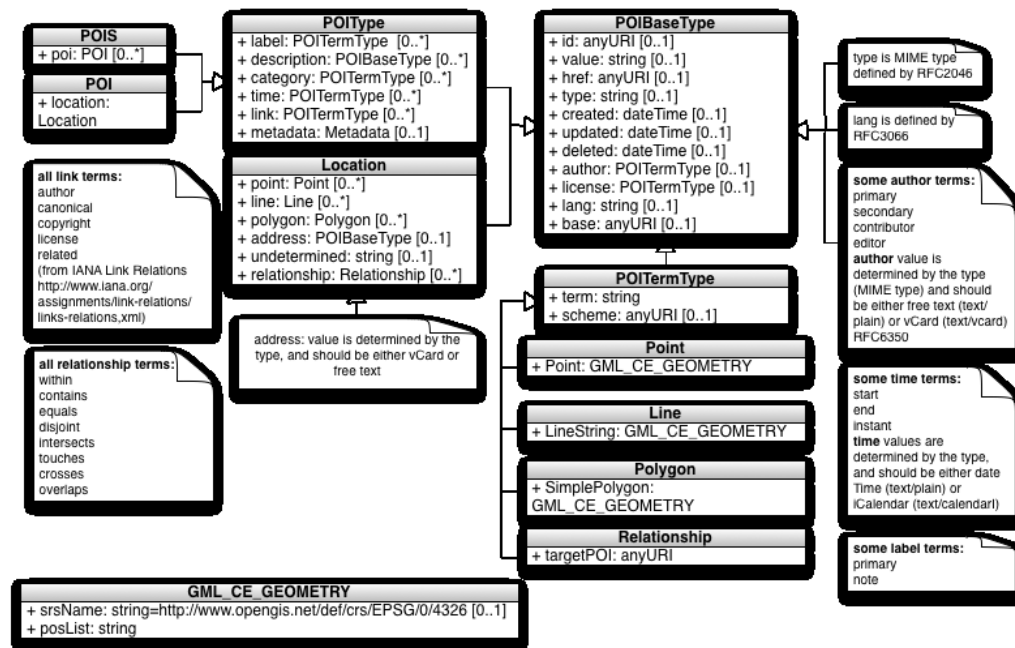 POIS
+ poi: POI [0..*]
POI
+ location:
Location
POIType
+ label: POITermType [0..*]
+ description: POIBaseType [0..*]
+ category: POITermType [0..*]
+ time: POITermType [0..*]
+ link: POITermType [0..*]
+ metadata: Metadata [0..1]
Location
+ point: Point [0..*]
+ line: Line [0..*]
+ polygon: Polygon [0..*]
+ address: POIBaseType [0..1]
+ undetermined: string [0..1]
+ relationship: Relationship [0..*]
POIBaseType
+ id: anyURI [0..1]
+ value: string [0..1]
+ href: anyURI [0..1]
+ type: string [0..1]
+ created: dateTime [0..1]
+ updated: dateTime [0..1]
+ deleted: dateTime [0..1]
+ author: POITermType [0..1]
+ license: POITermType [0..1]
+ lang: string [0..1]
+ base: anyURI [0..1]
type is MIME type
defined by RFC2046
lang is defined by
RFC3066
all link terms:
author
canonical
copyright
license
related
(from IANA Link Relations
http://www.iana.org/
assignments/link-relations/
links-relations,xml)
all relationship terms:
within
contains
equals
disjoint
intersects
touches
crosses
overlaps
address: value is determined by the
type, and should be either vCard or
free text
POITermType
+ term: string
+ scheme: anyURI [0..1]
Point
+ Point: GML_CE_GEOMETRY
Line
+ LineString: GML_CE_GEOMETRY
Polygon
+ SimplePolygon:
GML_CE_GEOMETRY
Relationship
+ targetPOI: anyURI
some author terms:
primary
secondary
contributor
editor
author value is
determined by the type
(MIME type) and should
be either free text (text/
plain) or vCard (text/vcard)
RFC6350
some time terms:
start
end
instant
time values are
determined by the type,
and should be either date
Time (text/plain) or
iCalendar (text/calendarl)
some label terms:
primary
note
GML_CE_GEOMETRY
+ srsName: string=http://www.opengis.net/def/crs/EPSG/0/4326 [0..1]
+ posList: string